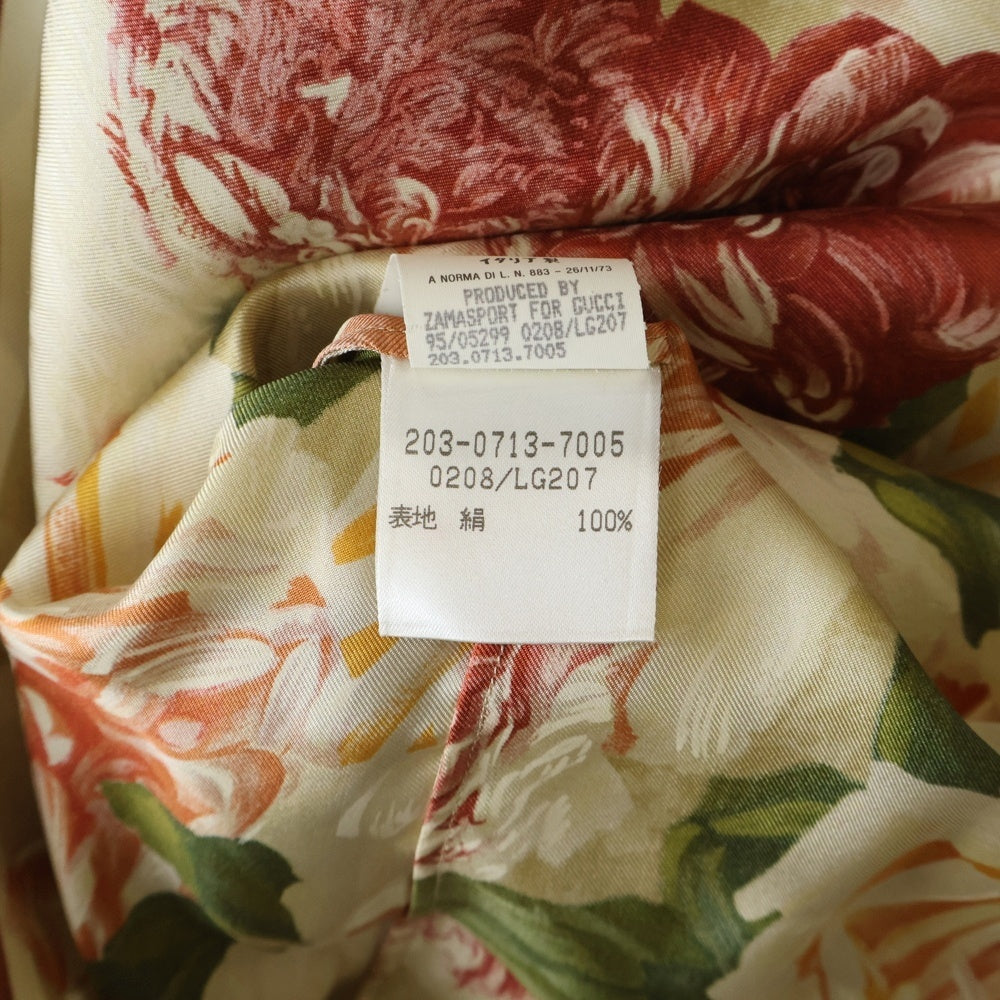 イタリア製
A NORMA DI L. N. 883 - 26/11/73
PRODUCED BY
ZAMASPORT FOR GUCCI
95/05299 0208/LG207
203.0713.7005
203-0713-7005
0208/LG207
表地 絹 100%